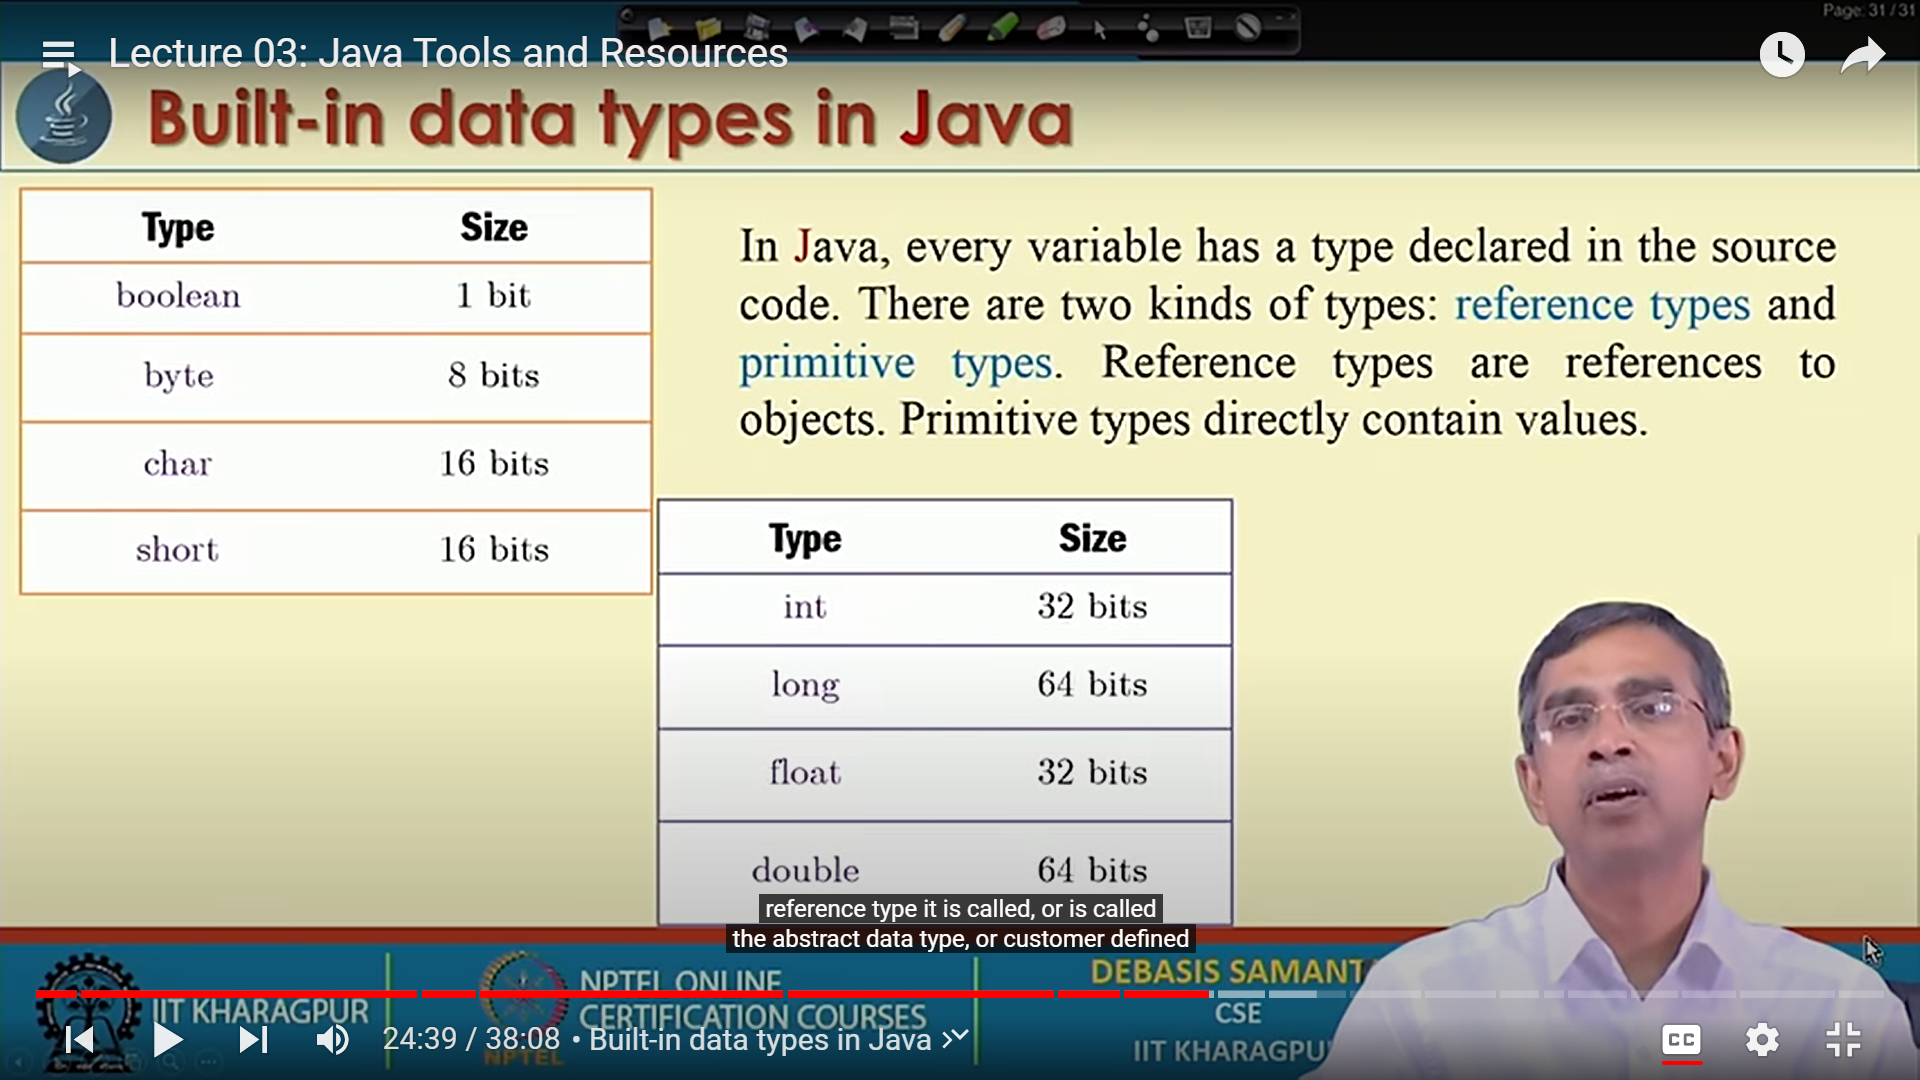 Page: 31 / 31
Lecture 03: Java Tools and Resources
Built-in data types in Java
Type Size
boolean 1 bit
byte 8 bits
char 16 bits
short 16 bits
In Java, every variable has a type declared in the source
code. There are two kinds of types: reference types and
primitive types. Reference types are references to
objects. Primitive types directly contain values.
Type Size
int 32 bits
long 64 bits
float 32 bits
double 64 bits
reference type it is called, or is called
the abstract data type, or customer defined
IIT KHARAGPUR
NPTEL ONLINE
CERTIFICATION COURSES
NPTEL
DEBASIS SAMANT
CSE
IIT KHARAGPU
24:39 / 38:08 • Built-in data types in Java
CC